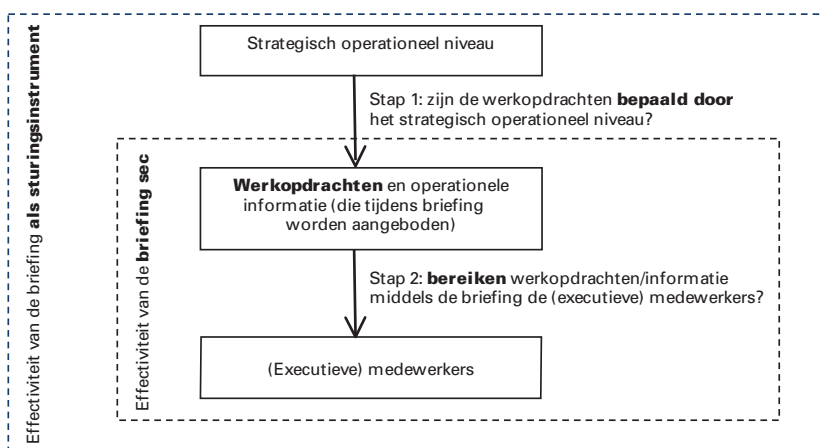 Effectiviteit van de briefing als sturingsinstrument
Strategisch operationeel niveau
Stap 1: zijn de werkopdrachten bepaald door
het strategisch operationeel niveau?
Effectiviteit van de briefing sec
Werkopdrachten en operationele
informatie (die tijdens briefing
worden aangeboden)
Stap 2: bereiken werkopdrachten/informatie
middels de briefing de (executieve) medewerkers?
(Executieve) medewerkers